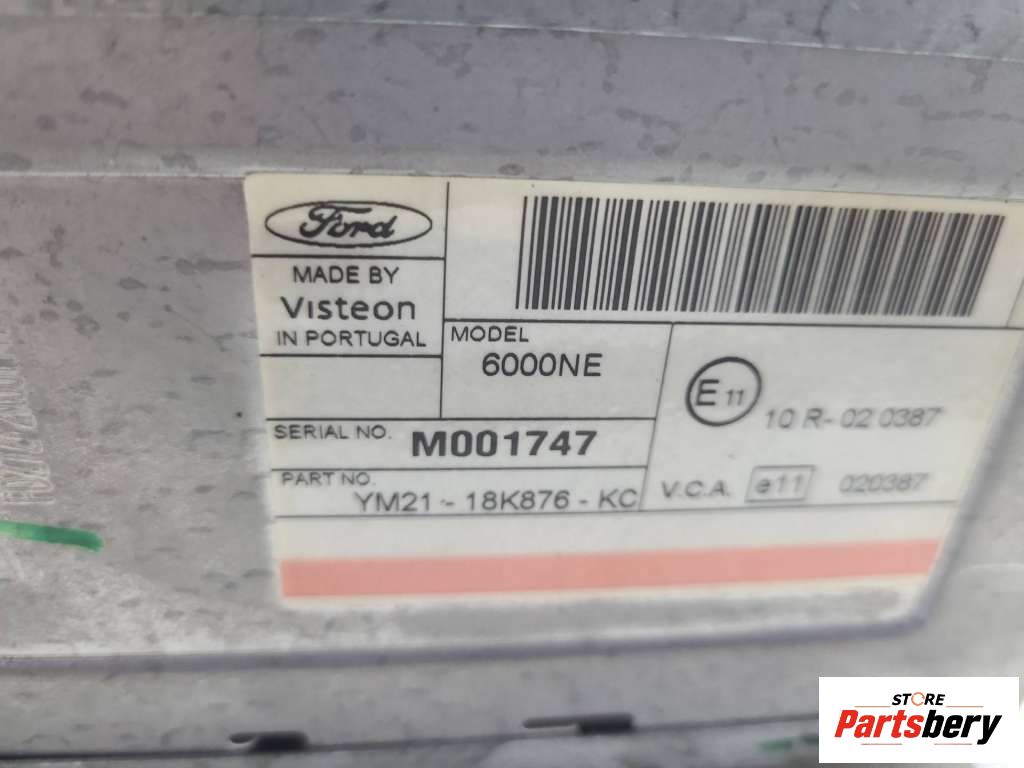 Ford
MADE BY
Visteon
IN PORTUGAL
MODEL
6000NE
E 11
10 R- 02 0387
SERIAL NO. M001747
PART NO.
YM21 - 18K876 - KC
V.C.A. e11 020387
STORE
Partsbery